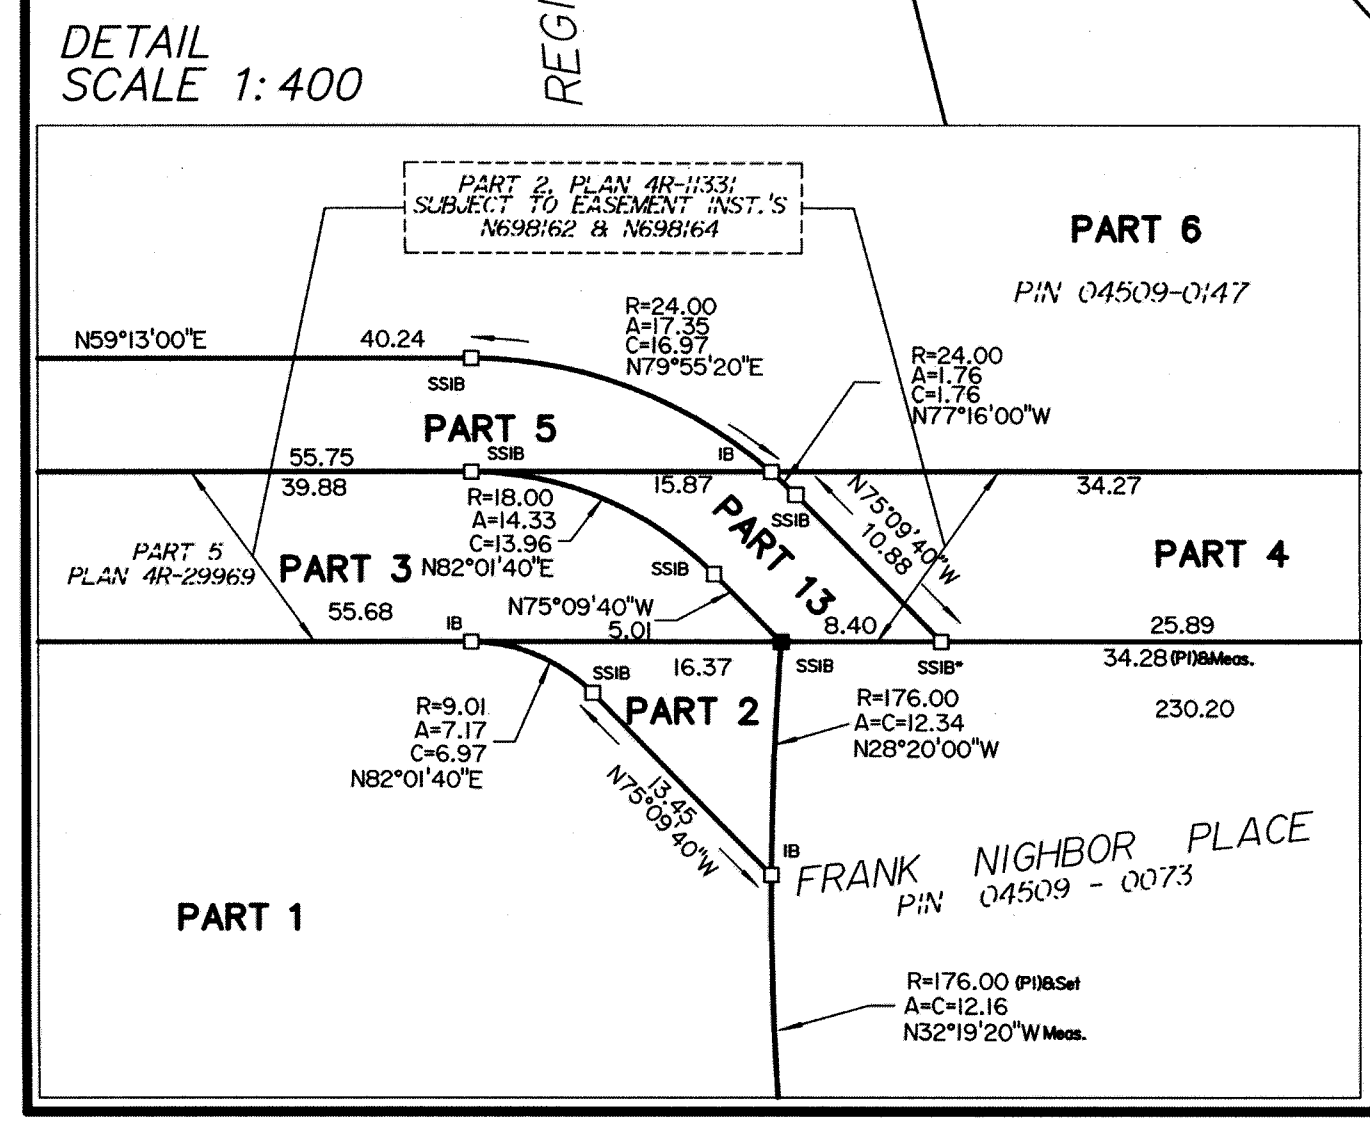 DETAIL
SCALE 1:400
REGI
PART 2, PLAN 4R-11331
SUBJECT TO EASEMENT INST.'S
N698162 & N698164
PART 6
PIN 04509-0147
N59°13'00"E
40.24
SSIB
R=24.00
A=17.35
C=16.97
N79°55'20"E
R=24.00
A=1.76
C=1.76
N77°16'00"W
PART 5
SSIB
IB
55.75
39.88
15.87
34.27
R=18.00
A=14.33
C=13.96
N82°01'40"E
SSIB
N75°09'40"W
10.88
PART 13
PART 5
PLAN 4R-29969
PART 3
PART 4
SSIB
N75°09'40"W
5.01
55.68
IB
8.40
25.89
16.37
SSIB
SSIB
SSIB*
34.28 (P1)&Meas.
230.20
PART 2
R=9.01
A=7.17
C=6.97
N82°01'40"E
R=176.00
A=C=12.34
N28°20'00"W
13.45
N75°09'40"W
IB
FRANK NIGHBOR PLACE
PIN 04509 - 0073
PART 1
R=176.00 (P1)&Set
A=C=12.16
N32°19'20"W Meas.